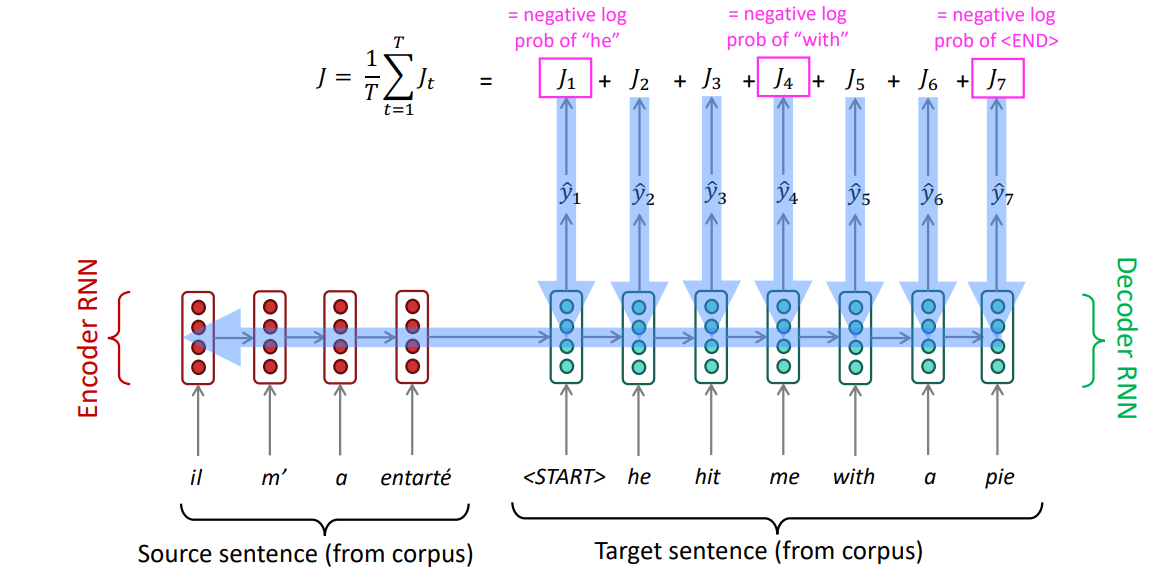 = negative log
prob of “he”
= negative log
prob of “with”
= negative log
prob of <END>
J = 1/T ∑ᵀₜ₌₁ Jₜ = J₁ + J₂ + J₃ + J₄ + J₅ + J₆ + J₇
ŷ₁ ŷ₂ ŷ₃ ŷ₄ ŷ₅ ŷ₆ ŷ₇
Encoder RNN
Decoder RNN
il m’ a entarté <START> he hit me with a pie
Source sentence (from corpus)
Target sentence (from corpus)